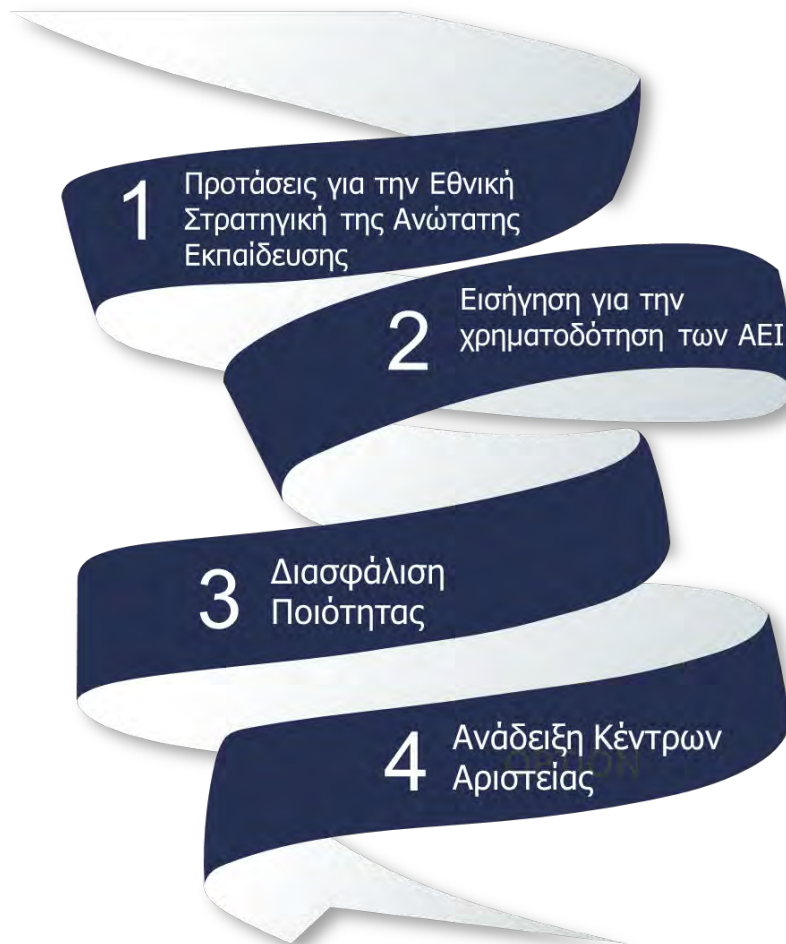 1
Προτάσεις για την Εθνική
Στρατηγική της Ανώτατης
Εκπαίδευσης
2
Εισήγηση για την
χρηματοδότηση των ΑΕΙ
3
Διασφάλιση
Ποιότητας
4
Ανάδειξη Κέντρων
Αριστείας